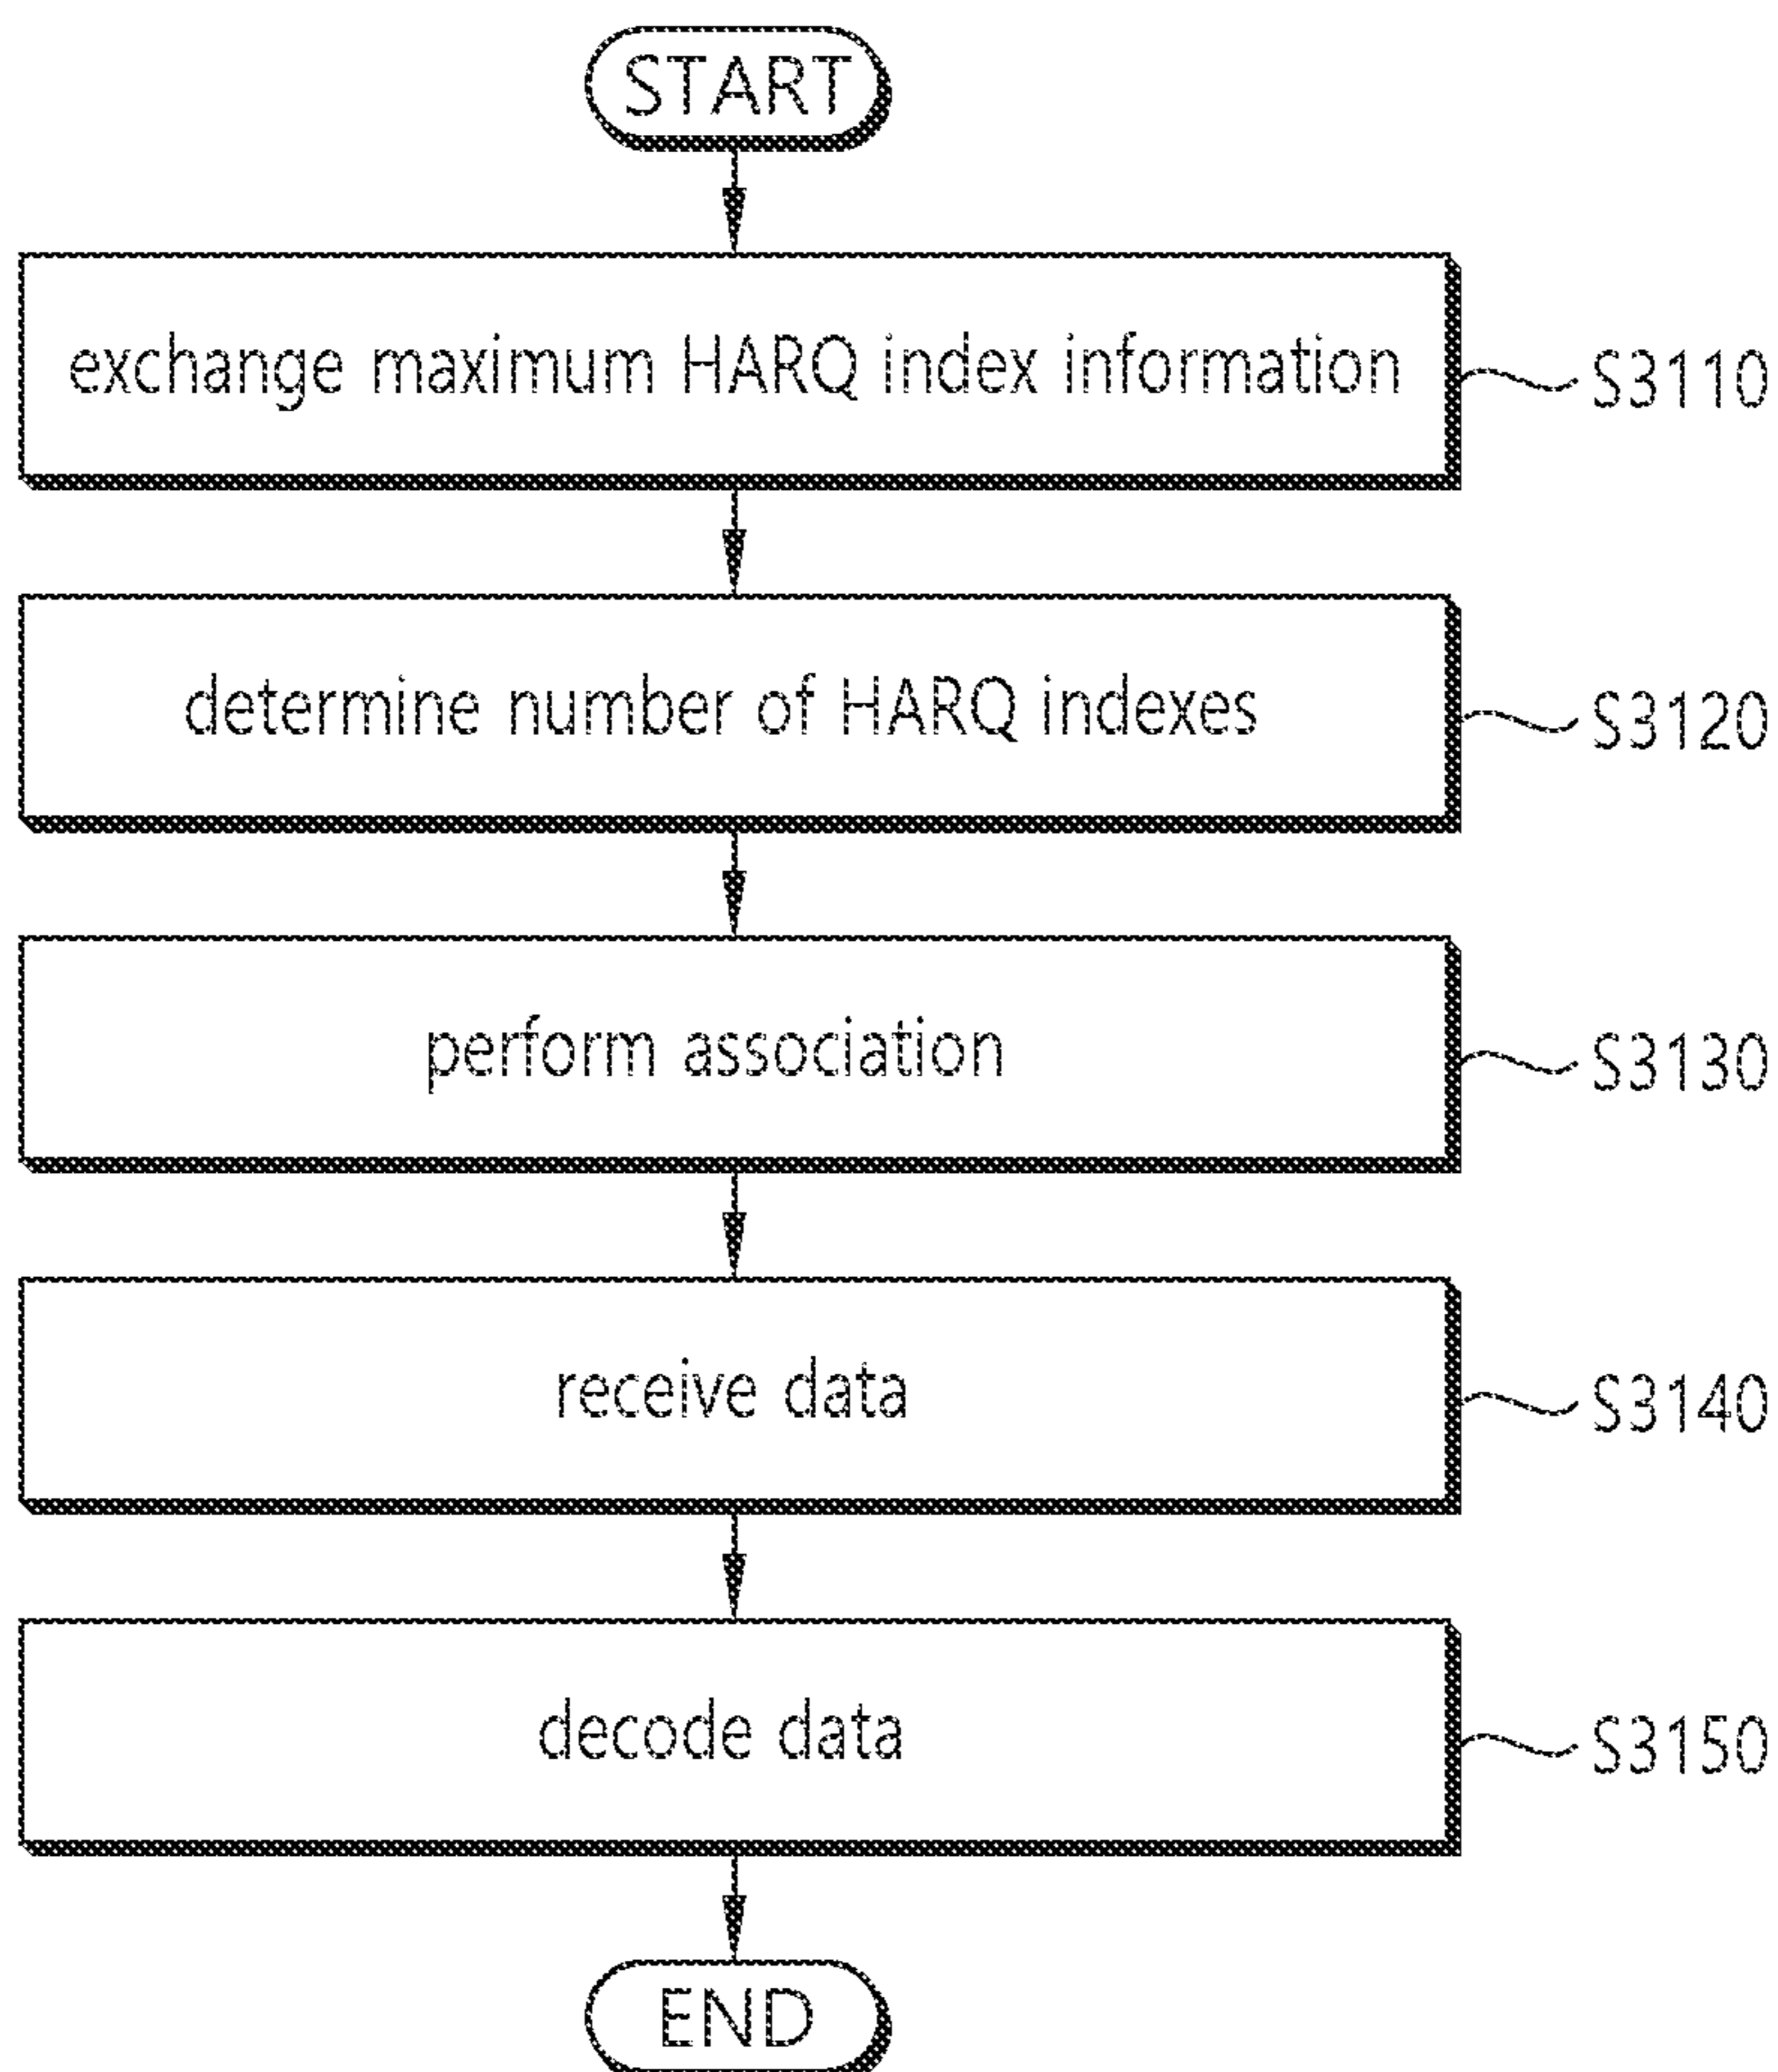 START
exchange maximum HARQ index information
S3110
determine number of HARQ indexes
S3120
perform association
S3130
receive data
S3140
decode data
S3150
END